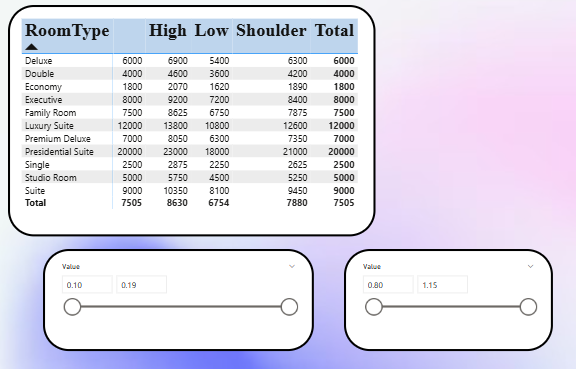 RoomType High Low Shoulder Total
Deluxe 6000 6900 5400 6300 6000
Double 4000 4600 3600 4200 4000
Economy 1800 2070 1620 1890 1800
Executive 8000 9200 7200 8400 8000
Family Room 7500 8625 6750 7875 7500
Luxury Suite 12000 13800 10800 12600 12000
Premium Deluxe 7000 8050 6300 7350 7000
Presidential Suite 20000 23000 18000 21000 20000
Single 2500 2875 2250 2625 2500
Studio Room 5000 5750 4500 5250 5000
Suite 9000 10350 8100 9450 9000
Total 7505 8630 6754 7880 7505
Value
0.10 0.19
Value
0.80 1.15